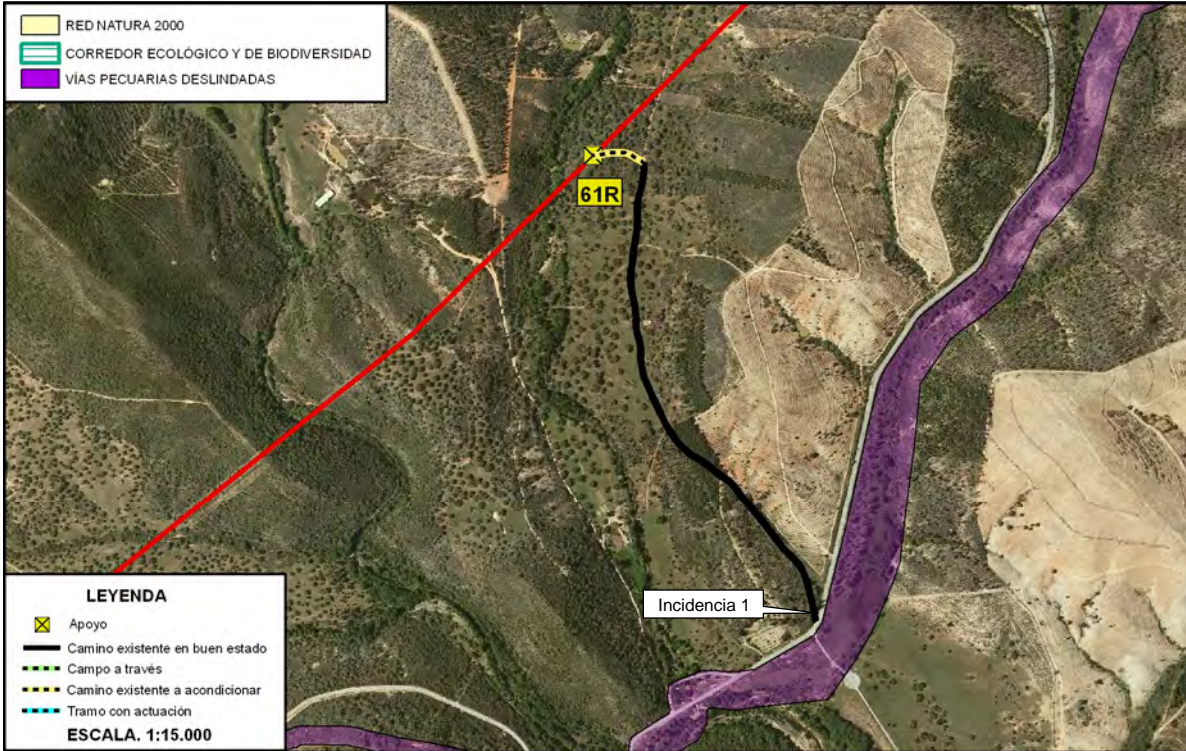 RED NATURA 2000
CORREDOR ECOLÓGICO Y DE BIODIVERSIDAD
VÍAS PECUARIAS DESLINDADAS
61R
Incidencia 1
LEYENDA
Apoyo
Camino existente en buen estado
Campo a través
Camino existente a acondicionar
Tramo con actuación
ESCALA. 1:15.000